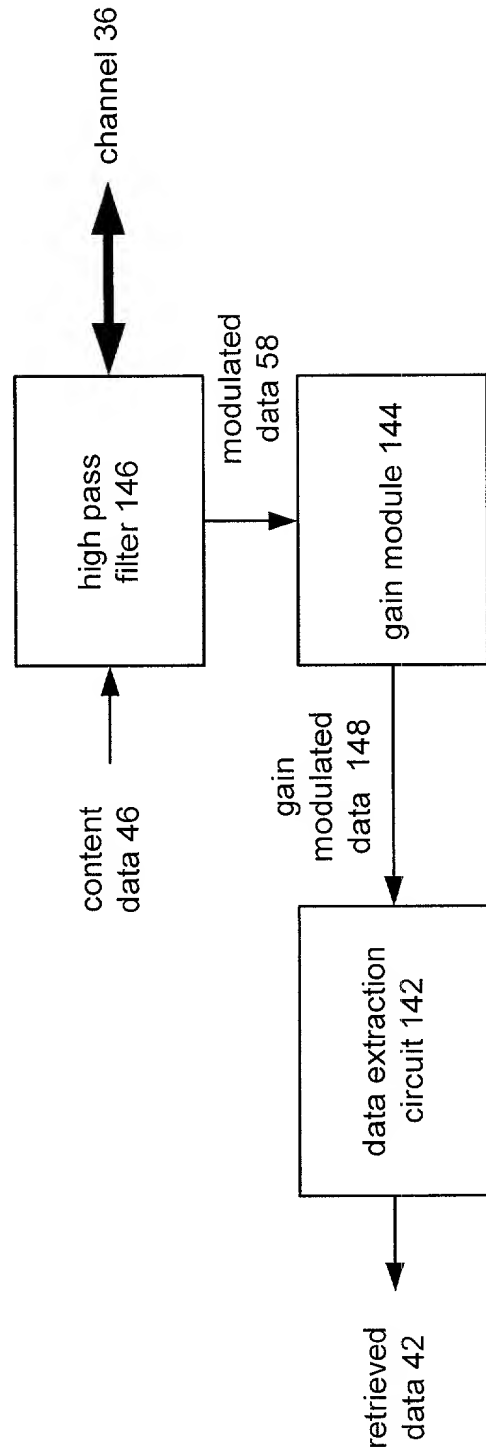 content
data 46
high pass
filter 146
channel 36
modulated
data 58
gain module 144
gain
modulated
data 148
data extraction
circuit 142
retrieved
data 42